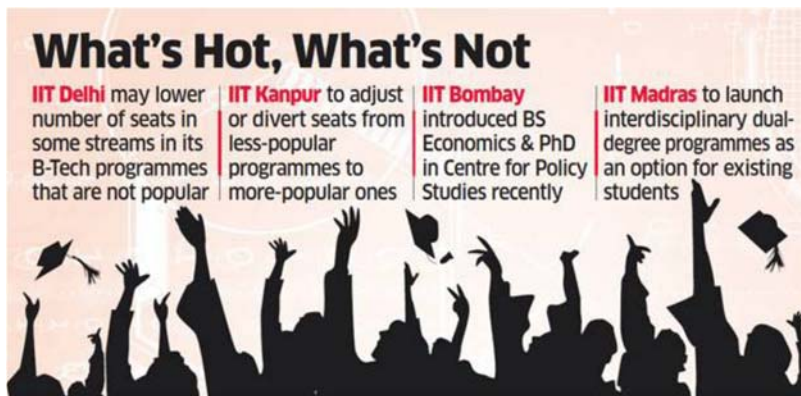 What's Hot, What's Not
IIT Delhi may lower
number of seats in
some streams in its
B-Tech programmes
that are not popular
IIT Kanpur to adjust
or divert seats from
less-popular
programmes to
more-popular ones
IIT Bombay
introduced BS
Economics & PhD
in Centre for Policy
Studies recently
IIT Madras to launch
interdisciplinary dual-
degree programmes as
an option for existing
students